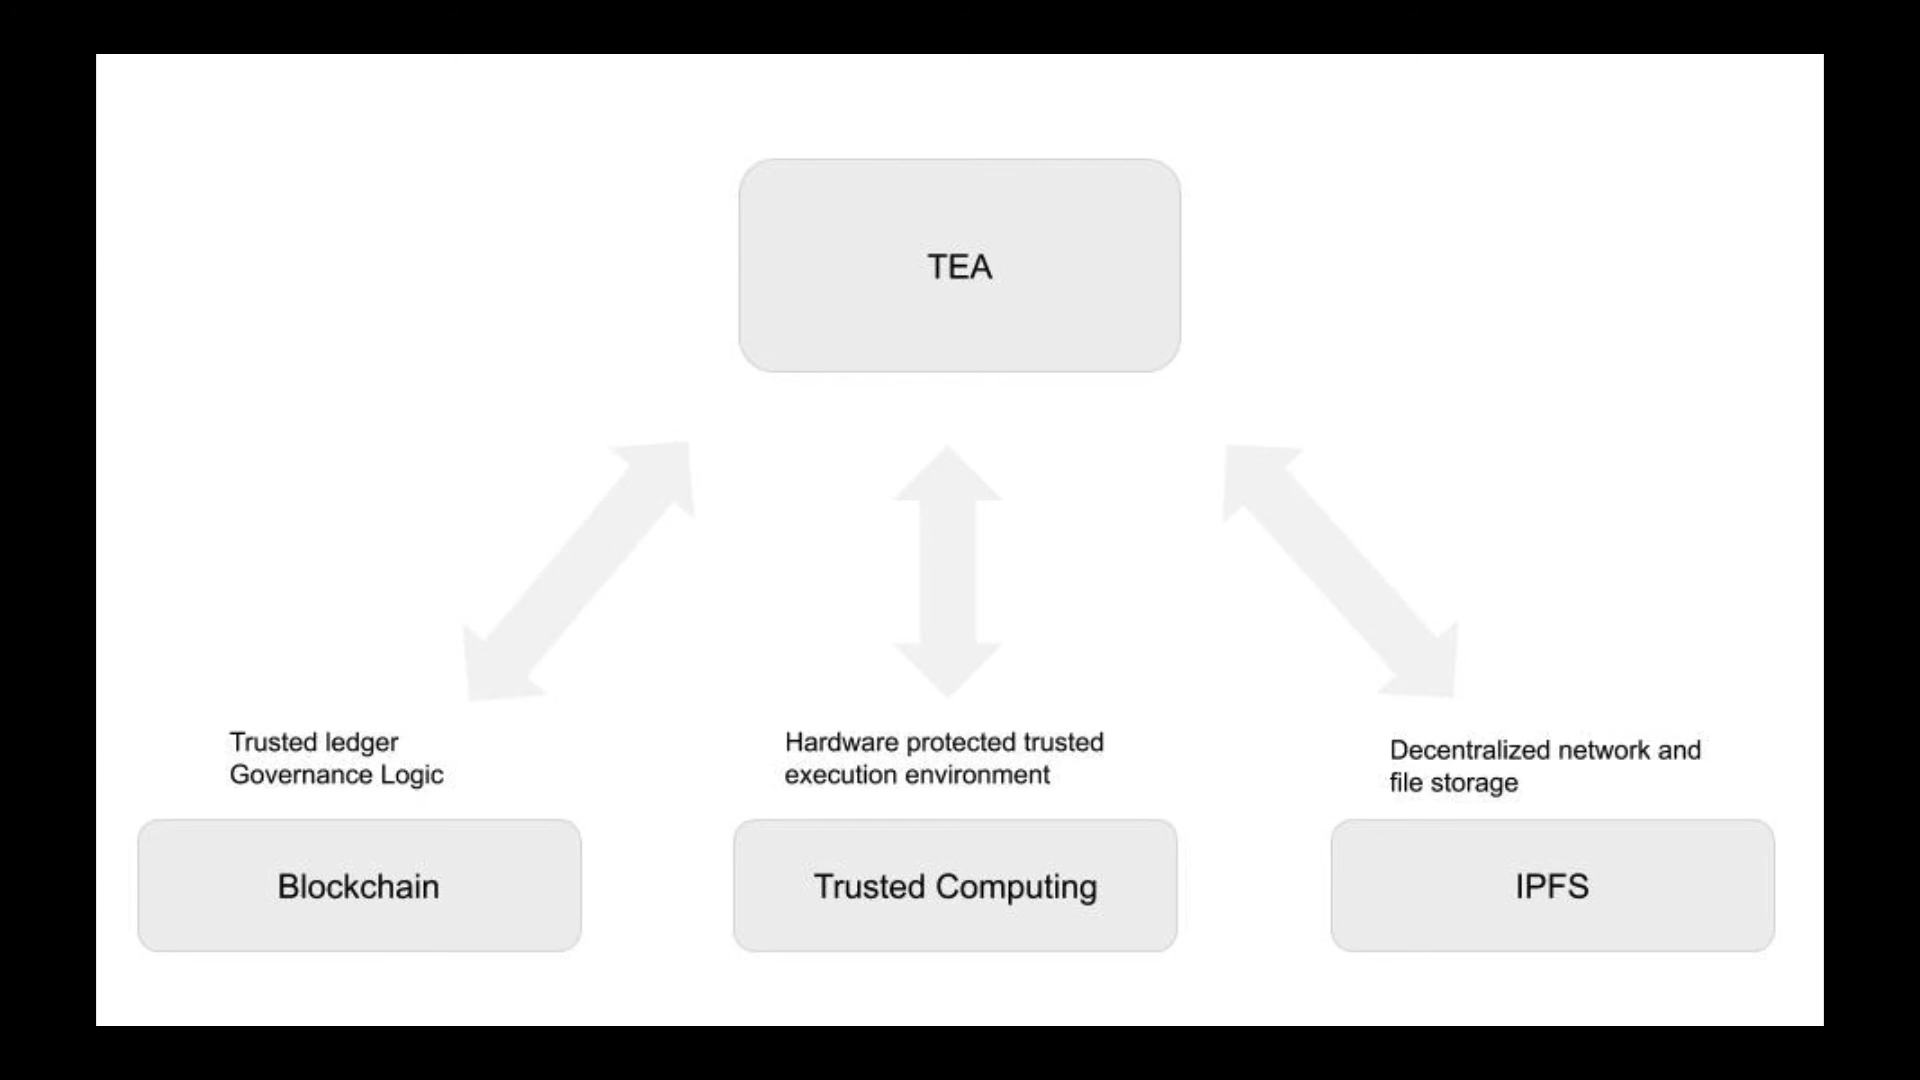 TEA
Trusted ledger
Governance Logic
Hardware protected trusted
execution environment
Decentralized network and
file storage
Blockchain
Trusted Computing
IPFS